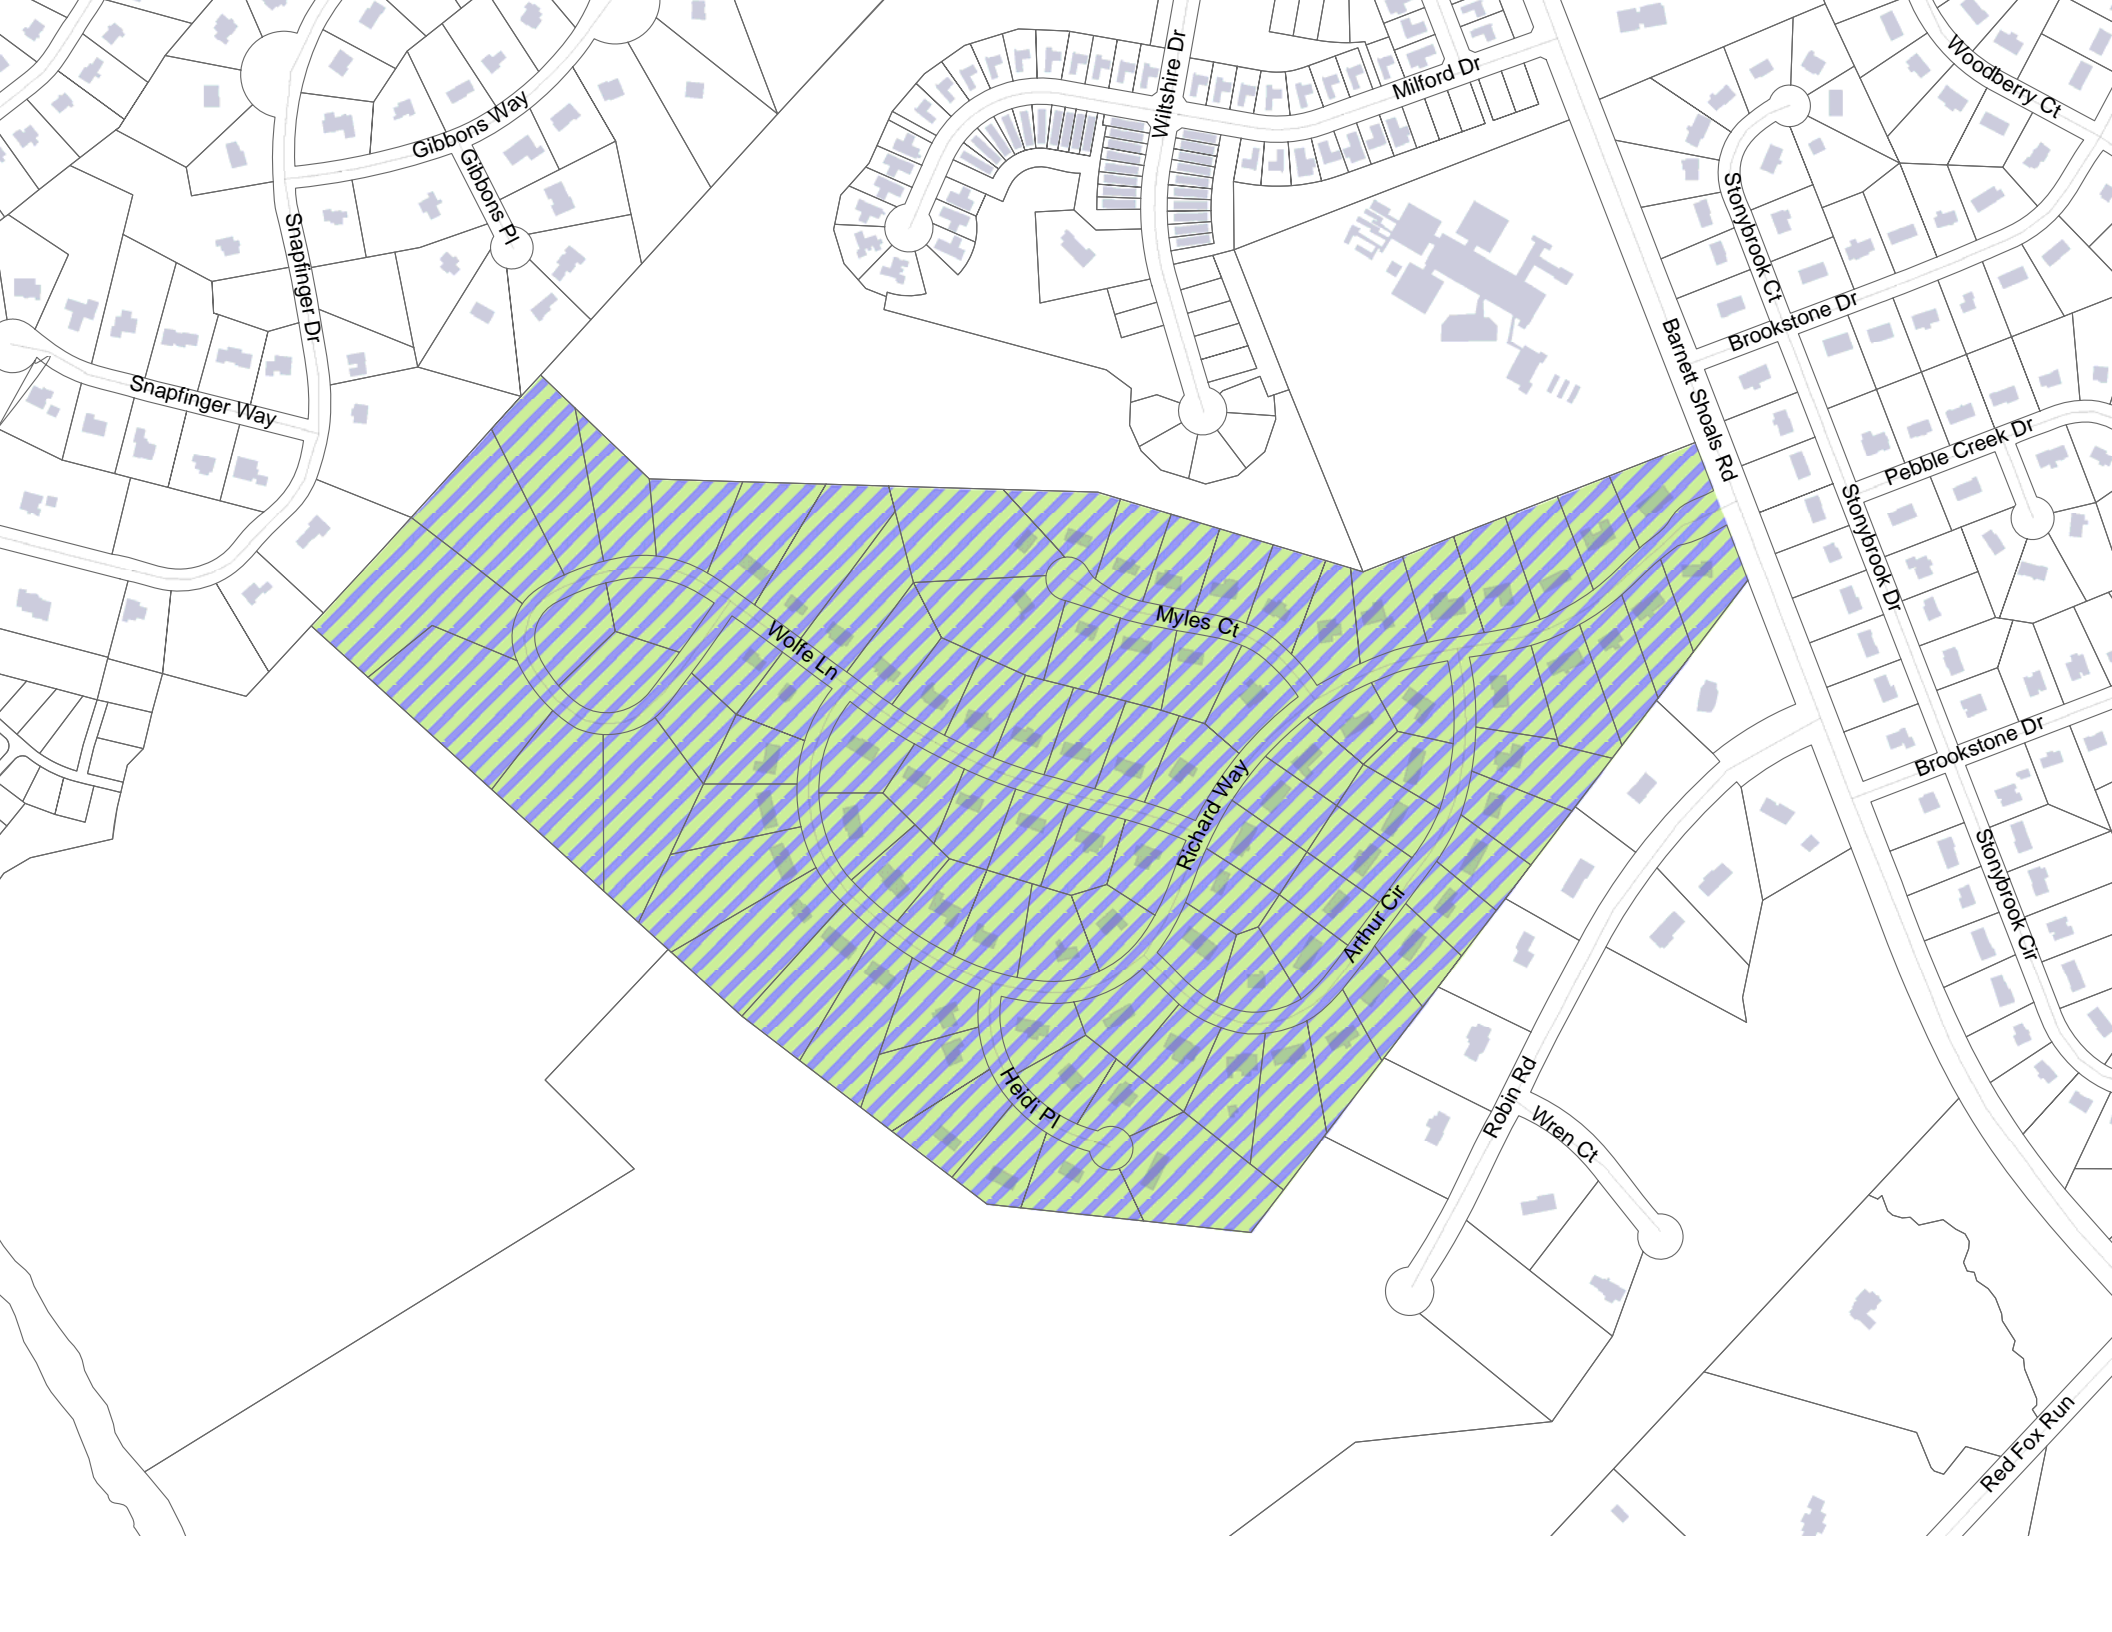 Wiltshire Dr
Milford Dr
Woodberry Ct
Gibbons Way
Gibbons Pl
Snapfinger Dr
Stonybrook Ct
Brookstone Dr
Barnett Shoals Rd
Snapfinger Way
Pebble Creek Dr
Stonybrook Dr
Myles Ct
Wolfe Ln
Brookstone Dr
Richard Way
Arthur Cir
Stonybrook Cir
Heidi Pl
Robin Rd
Wren Ct
Red Fox Run